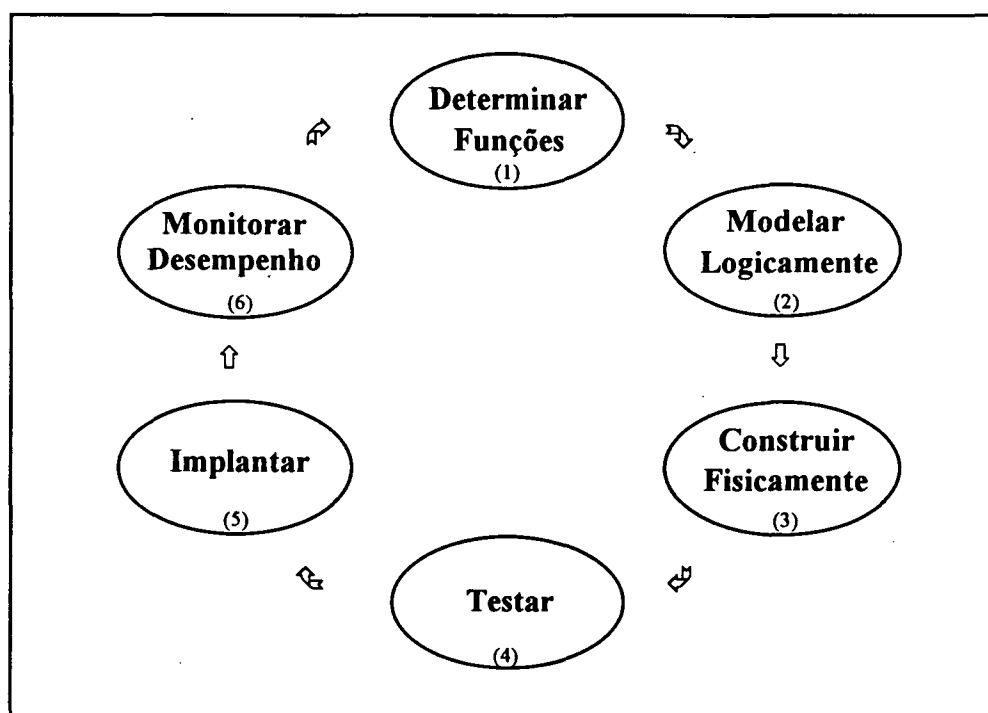 Determinar
Funções
(1)
Modelar
Logicamente
(2)
Construir
Fisicamente
(3)
Testar
(4)
Implantar
(5)
Monitorar
Desempenho
(6)